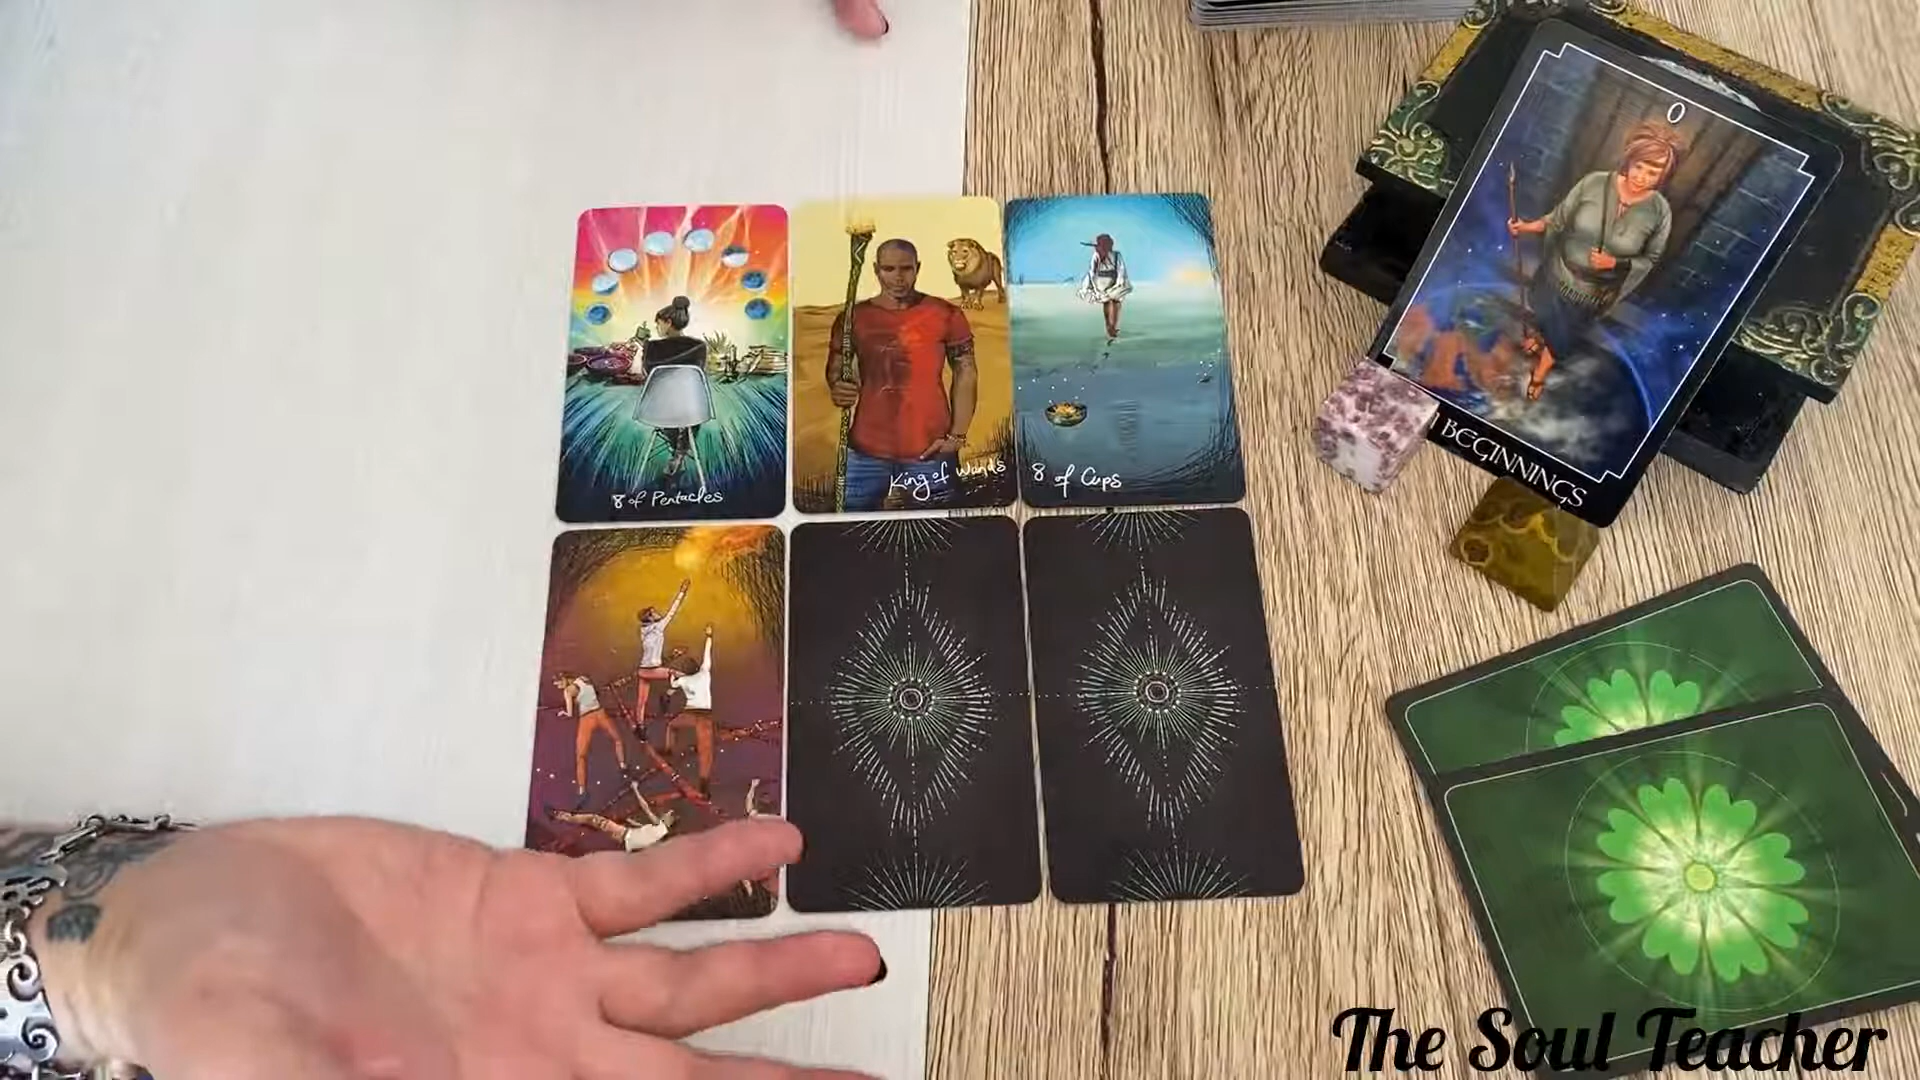 0
BEGINNINGS
8 of Pentacles
King of Wands
8 of Cups
The Soul Teacher